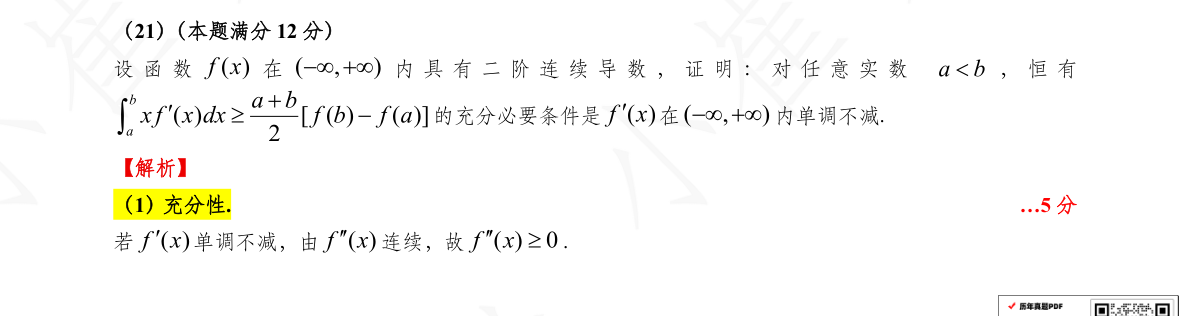 (21)(本题满分 12 分)
设函数 f(x) 在 (−∞,+∞) 内具有二阶连续导数，证明：对任意实数 a<b，恒有
∫_a^b xf′(x)dx ≥ (a+b)/2 [f(b)−f(a)] 的充分必要条件是 f′(x) 在 (−∞,+∞) 内单调不减.
【解析】
(1) 充分性. …5 分
若 f′(x) 单调不减，由 f″(x) 连续，故 f″(x) ≥ 0.
历年真题PDF